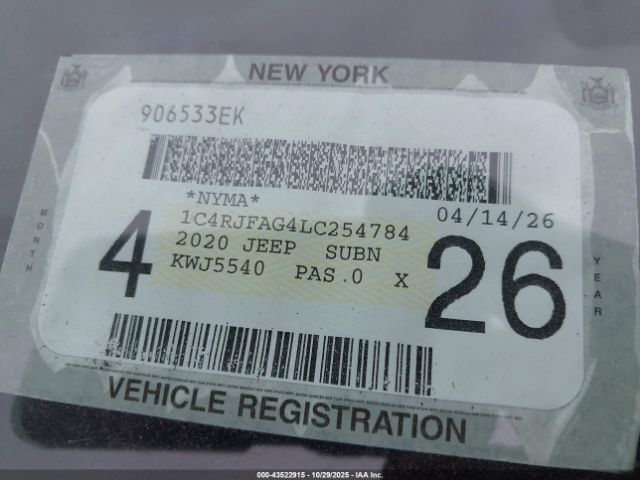 NEW YORK
906533EK
*NYMA*
04/14/26
1C4RJFAG4LC254784
2020 JEEP SUBN
KWJ5540 PAS.0 X
MONTH
4
26
YEAR
VEHICLE REGISTRATION
000-43522915 - 10/29/2025 - IAA Inc.